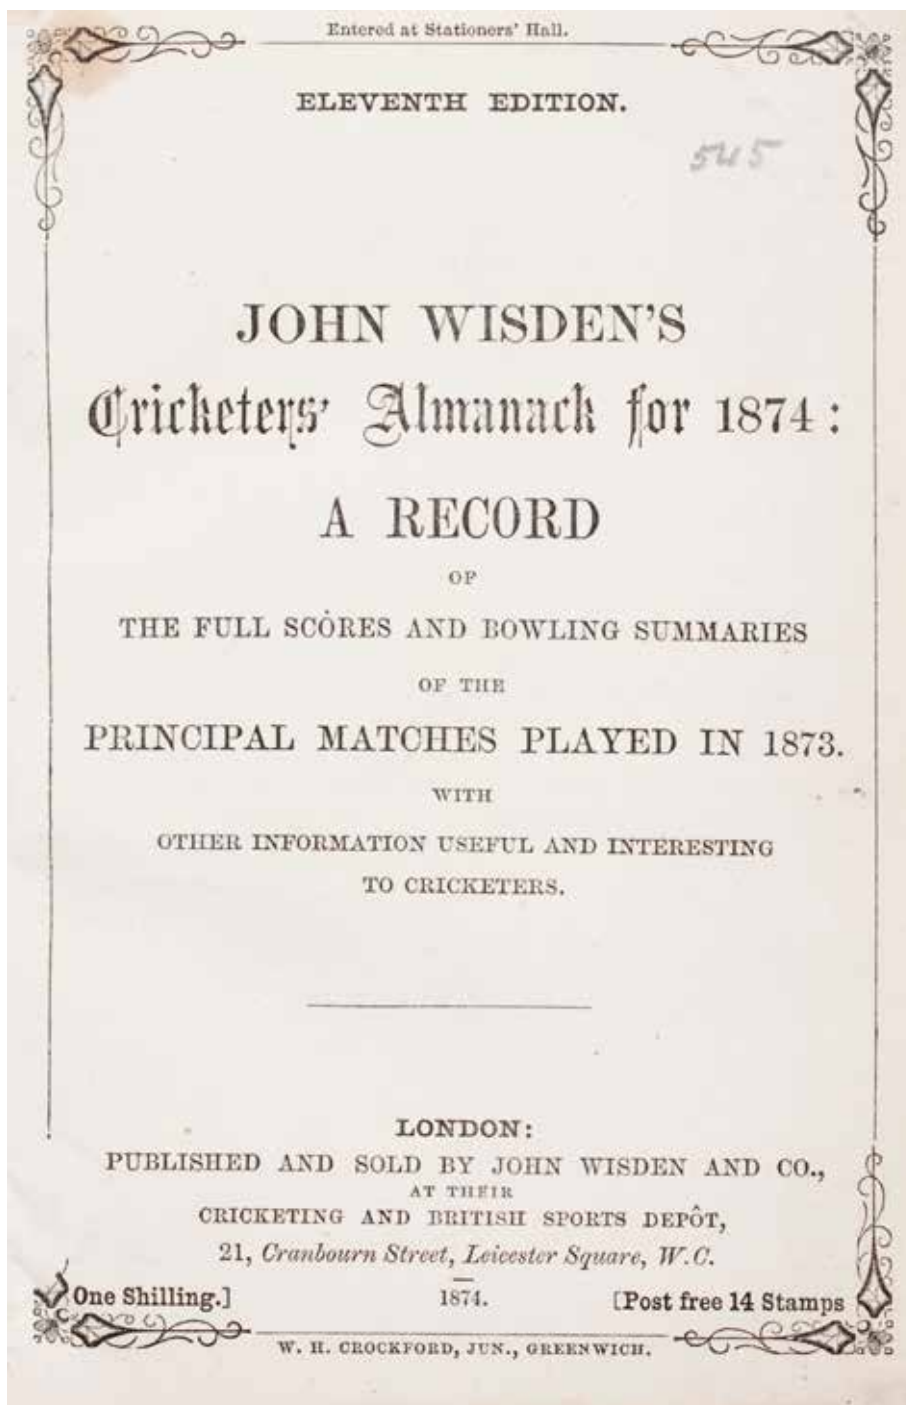 Entered at Stationers' Hall.
ELEVENTH EDITION.
545
JOHN WISDEN'S
Cricketers' Almanack for 1874:
A RECORD
OF
THE FULL SCORES AND BOWLING SUMMARIES
OF THE
PRINCIPAL MATCHES PLAYED IN 1873.
WITH
OTHER INFORMATION USEFUL AND INTERESTING
TO CRICKETERS.
LONDON:
PUBLISHED AND SOLD BY JOHN WISDEN AND CO.,
AT THEIR
CRICKETING AND BRITISH SPORTS DEPÔT,
21, Cranbourn Street, Leicester Square, W.C.
One Shilling.] 1874. [Post free 14 Stamps
W. H. CROCKFORD, JUN., GREENWICH.